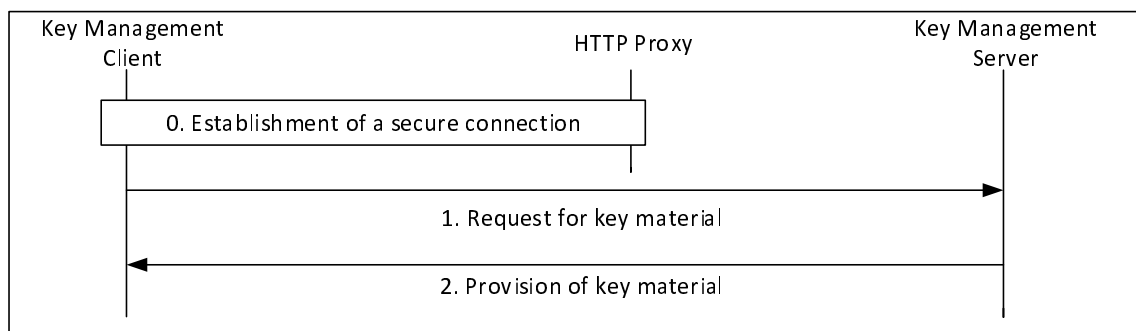 Key Management
Client
HTTP Proxy
Key Management
Server
0. Establishment of a secure connection
1. Request for key material
2. Provision of key material